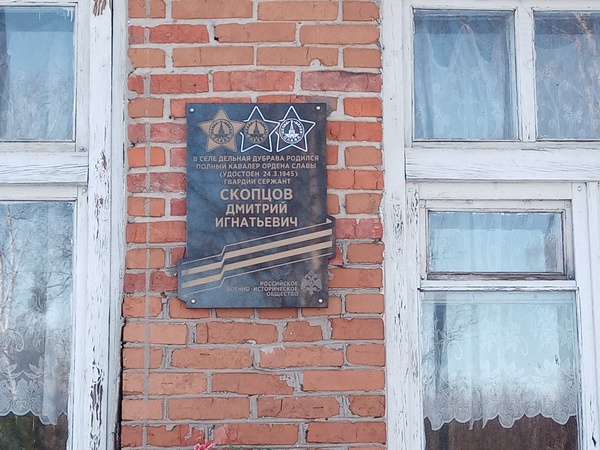 В СЕЛЕ ДЕЛЬНАЯ ДУБРАВА РОДИЛСЯ
ПОЛНЫЙ КАВАЛЕР ОРДЕНА СЛАВЫ
(УДОСТОЕН 24.3.1945)
ГВАРДИИ СЕРЖАНТ
СКОПЦОВ
ДМИТРИЙ
ИГНАТЬЕВИЧ
РОССИЙСКОЕ
ВОЕННО-ИСТОРИЧЕСКОЕ
ОБЩЕСТВО